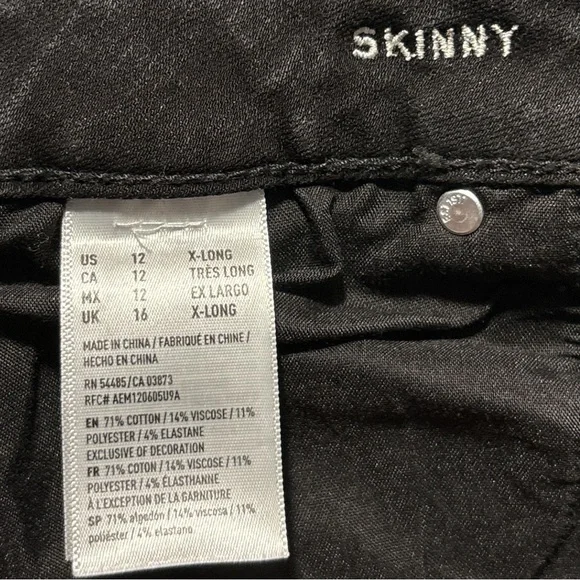 SKINNY
US 12 X-LONG
CA 12 TRÈS LONG
MX 12 EX LARGO
UK 16 X-LONG
MADE IN CHINA / FABRIQUÉ EN CHINE /
HECHO EN CHINA
RN 54485/CA 03873
RFC# AEM120605U9A
EN 71% COTTON / 14% VISCOSE / 11%
POLYESTER / 4% ELASTANE
EXCLUSIVE OF DECORATION
FR 71% COTON / 14% VISCOSE / 11%
POLYESTER / 4% ÉLASTHANNE
À L'EXCEPTION DE LA GARNITURE
SP 71% algodón / 14% viscosa / 11%
poliéster / 4% elastano